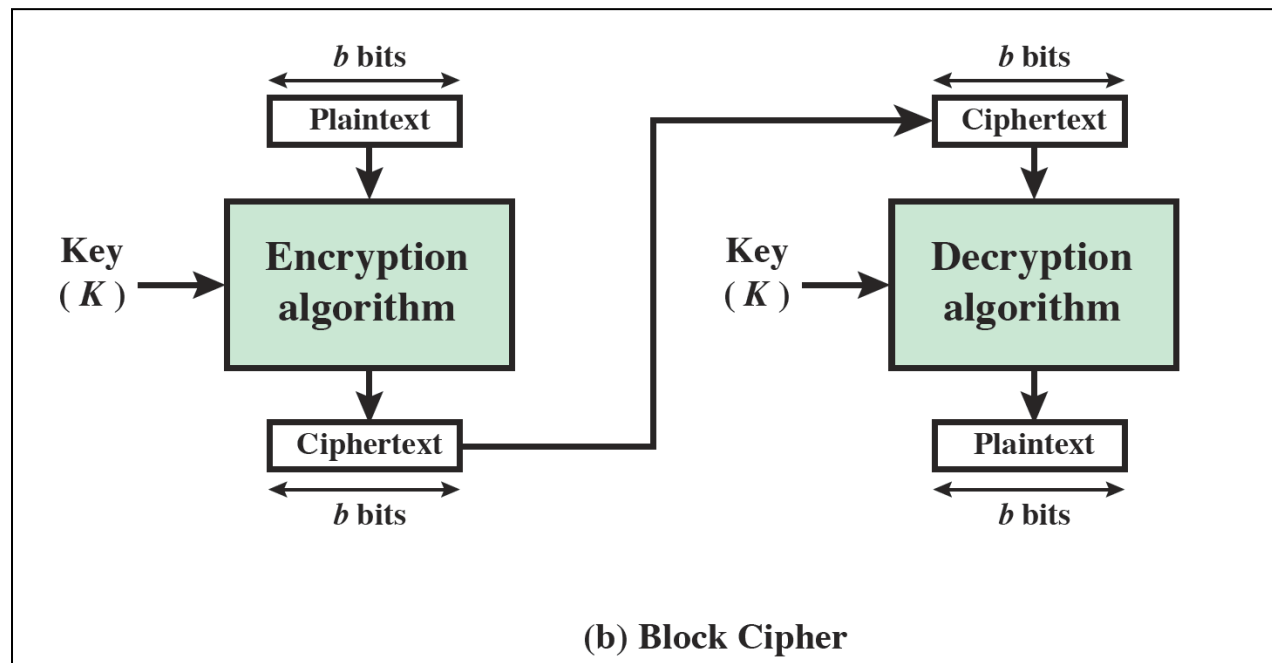 b bits
Plaintext
Key
( K )
Encryption
algorithm
Ciphertext
b bits
b bits
Ciphertext
Key
( K )
Decryption
algorithm
Plaintext
b bits
(b) Block Cipher